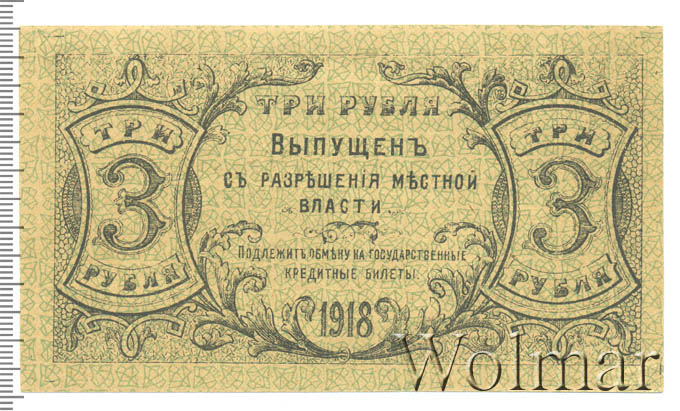 ТРИ РУБЛЯ
ТРИ
3
РУБЛЯ
ВЫПУЩЕНЪ
СЪ РАЗРѢШЕНІЯ МѢСТНОЙ
ВЛАСТИ.
ПОДЛЕЖИТЪ ОБМѢНУ НА ГОСУДАРСТВЕННЫЕ
КРЕДИТНЫЕ БИЛЕТЫ.
1918
ТРИ
3
РУБЛЯ
Wolmar